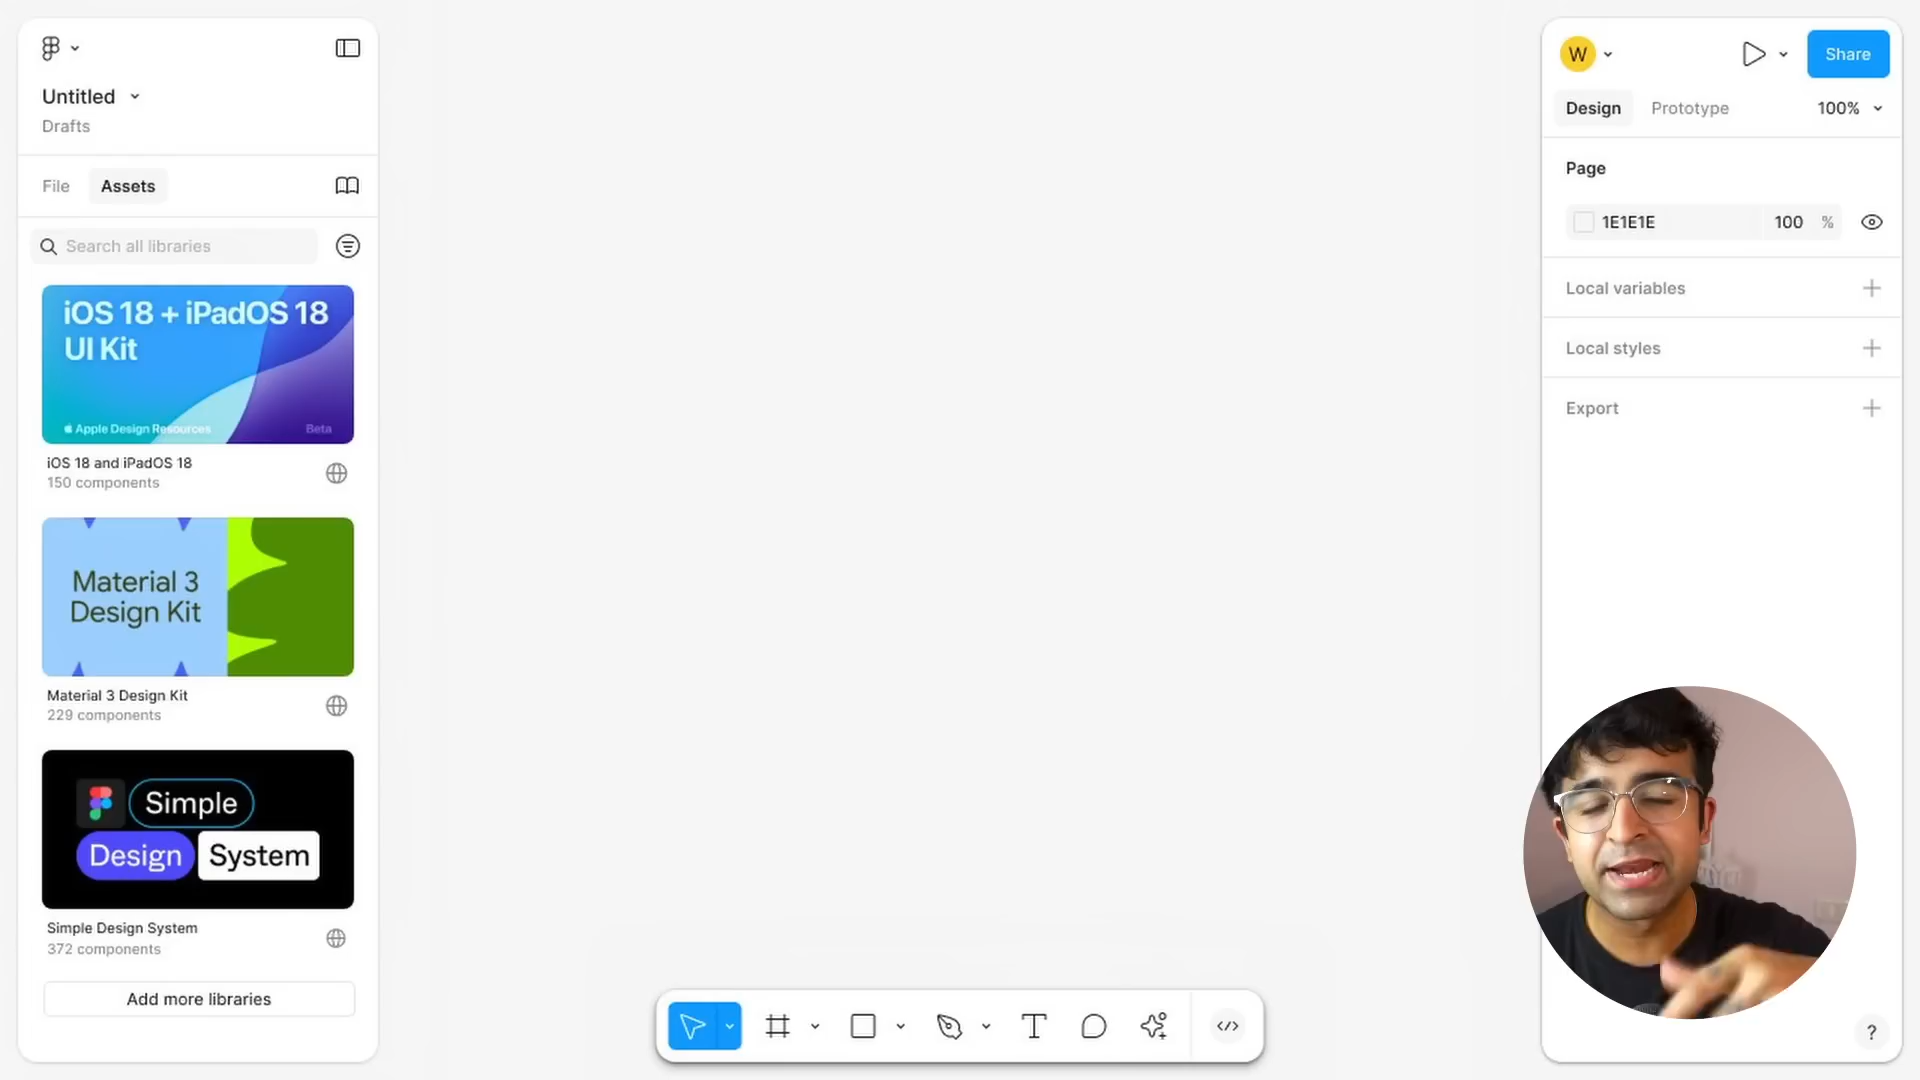 Untitled
Drafts
File
Assets
Search all libraries
iOS 18 + iPadOS 18
UI Kit
Apple Design Resources
Beta
iOS 18 and iPadOS 18
150 components
Material 3
Design Kit
Material 3 Design Kit
229 components
Simple
Design System
Simple Design System
372 components
Add more libraries
T
W
Share
Design
Prototype
100%
Page
1E1E1E
100
%
Local variables
Local styles
Export
?